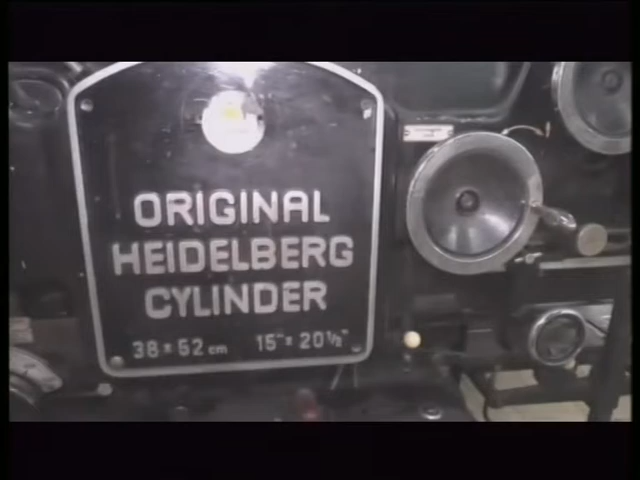 ORIGINAL
HEIDELBERG
CYLINDER
38 x 52 cm 15" x 20½"